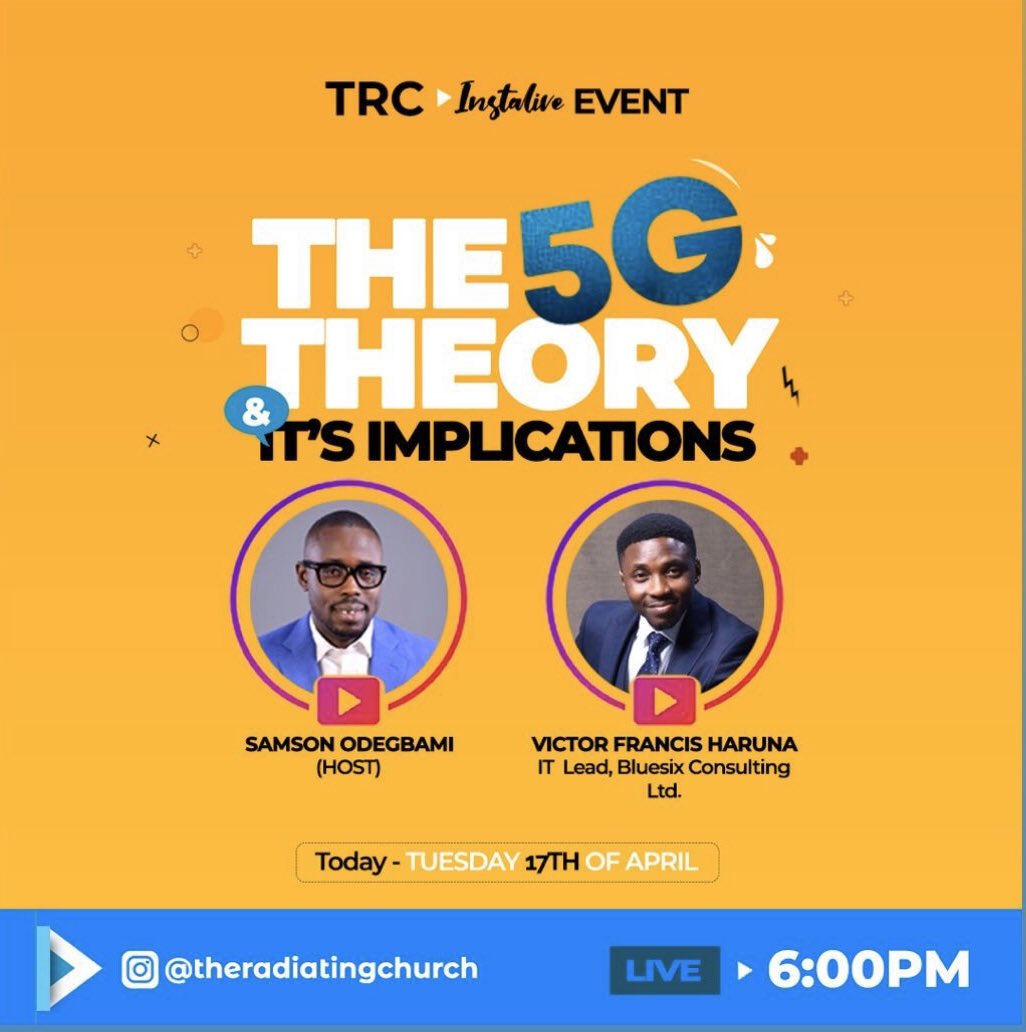 TRC Instalive EVENT
THE 5G
THEORY
&
IT'S IMPLICATIONS
SAMSON ODEGBAMI
(HOST)
VICTOR FRANCIS HARUNA
IT Lead, Bluesix Consulting
Ltd.
Today - TUESDAY 17TH OF APRIL
@theradiatingchurch
LIVE 6:00PM